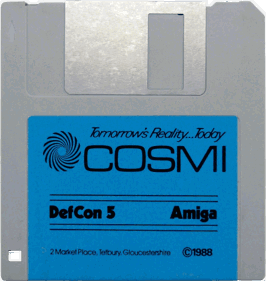 Tomorrow's Reality...Today
COSMI
DefCon 5 Amiga
2 Market Place, Tetbury, Gloucestershire ©1988